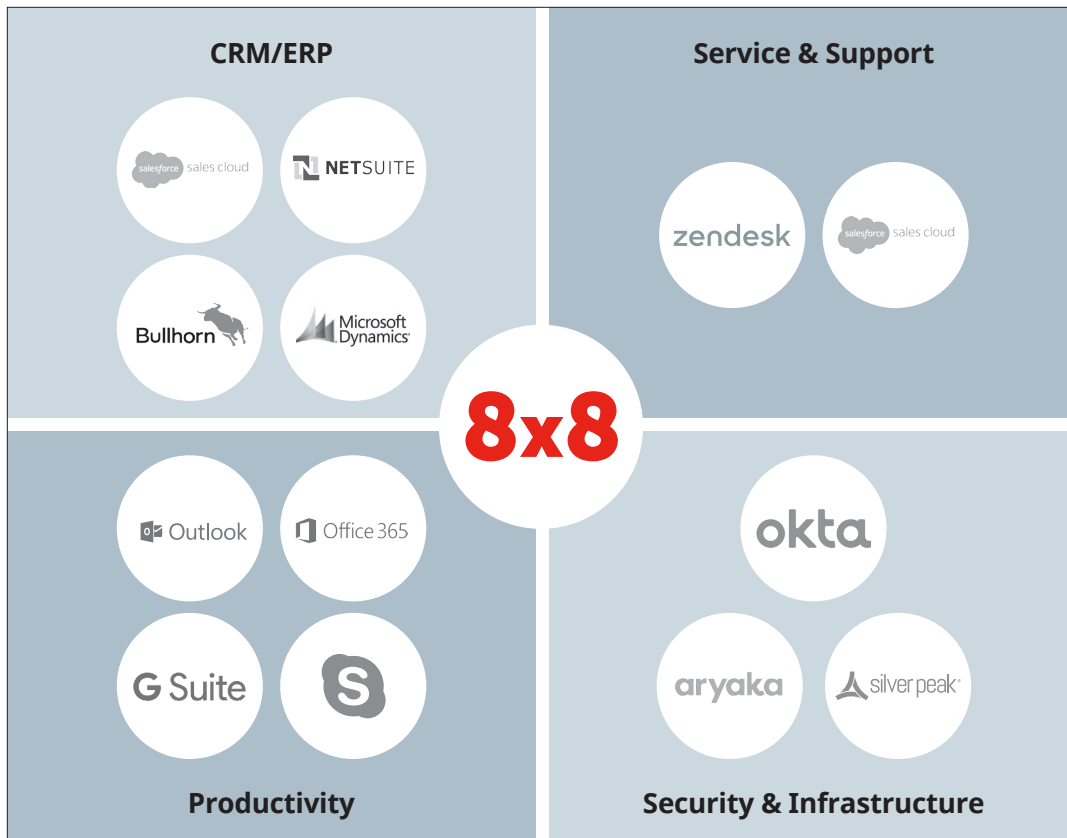 CRM/ERP
salesforce sales cloud
NETSUITE
Bullhorn
Microsoft
Dynamics
Service & Support
zendesk
salesforce sales cloud
8x8
Outlook
Office 365
G Suite
S
Productivity
okta
aryaka
silver peak
Security & Infrastructure